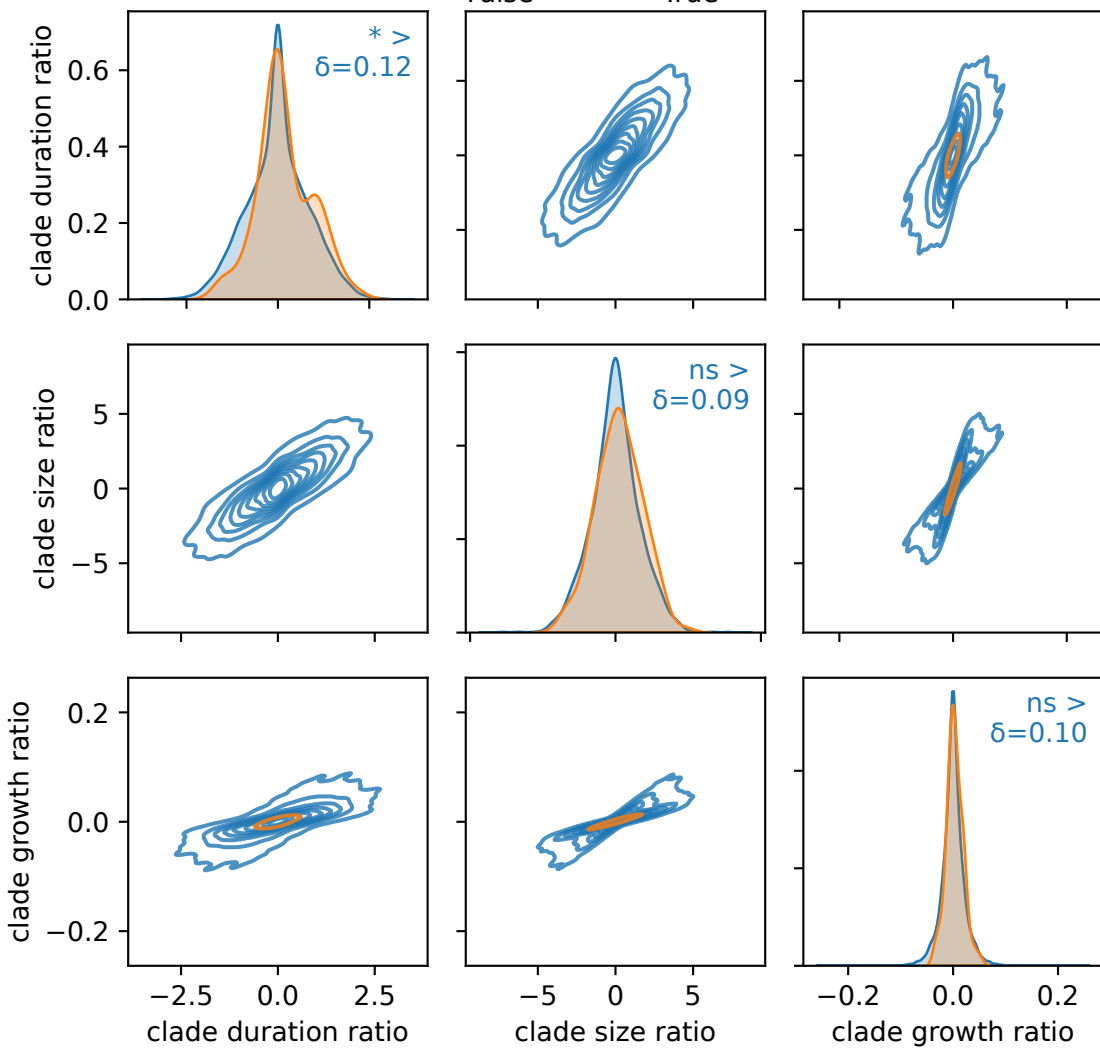 clade duration ratio
0.6
0.4
0.2
0.0
* >
δ=0.12
clade size ratio
5
0
−5
ns >
δ=0.09
clade growth ratio
0.2
0.0
−0.2
ns >
δ=0.10
−2.5 0.0 2.5
−5 0 5
−0.2 0.0 0.2
clade duration ratio
clade size ratio
clade growth ratio